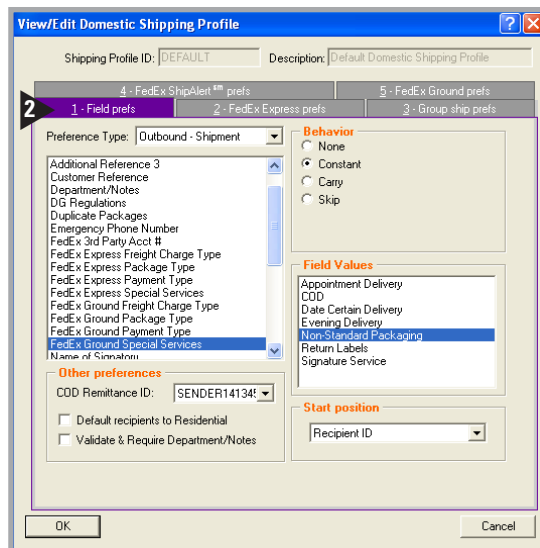 View/Edit Domestic Shipping Profile
Shipping Profile ID: DEFAULT Description: Default Domestic Shipping Profile
4 - FedEx ShipAlert sm prefs 5 - FedEx Ground prefs
2 1 - Field prefs 2 - FedEx Express prefs 3 - Group ship prefs
Preference Type: Outbound - Shipment
Additional Reference 3
Customer Reference
Department/Notes
DG Regulations
Duplicate Packages
Emergency Phone Number
FedEx 3rd Party Acct #
FedEx Express Freight Charge Type
FedEx Express Package Type
FedEx Express Payment Type
FedEx Express Special Services
FedEx Ground Freight Charge Type
FedEx Ground Package Type
FedEx Ground Payment Type
FedEx Ground Special Services
Name of Signatory
Behavior
None
Constant
Carry
Skip
Field Values
Appointment Delivery
COD
Date Certain Delivery
Evening Delivery
Non-Standard Packaging
Return Labels
Signature Service
Other preferences
COD Remittance ID: SENDER14134
Default recipients to Residential
Validate & Require Department/Notes
Start position
Recipient ID
OK Cancel